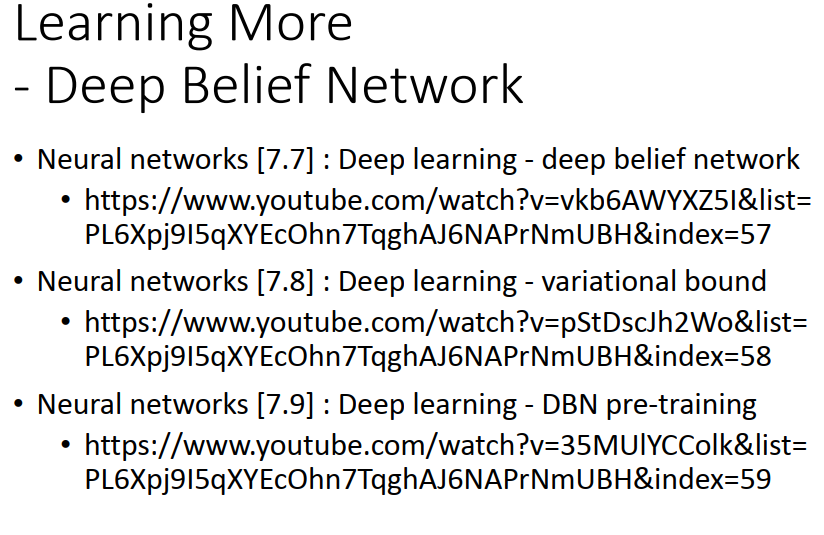 Learning More
- Deep Belief Network
• Neural networks [7.7] : Deep learning - deep belief network
• https://www.youtube.com/watch?v=vkb6AWYXZ5I&list=
PL6Xpj9I5qXYEcOhn7TqghAJ6NAPrNmUBH&index=57
• Neural networks [7.8] : Deep learning - variational bound
• https://www.youtube.com/watch?v=pStDscJh2Wo&list=
PL6Xpj9I5qXYEcOhn7TqghAJ6NAPrNmUBH&index=58
• Neural networks [7.9] : Deep learning - DBN pre-training
• https://www.youtube.com/watch?v=35MUlYCColk&list=
PL6Xpj9I5qXYEcOhn7TqghAJ6NAPrNmUBH&index=59